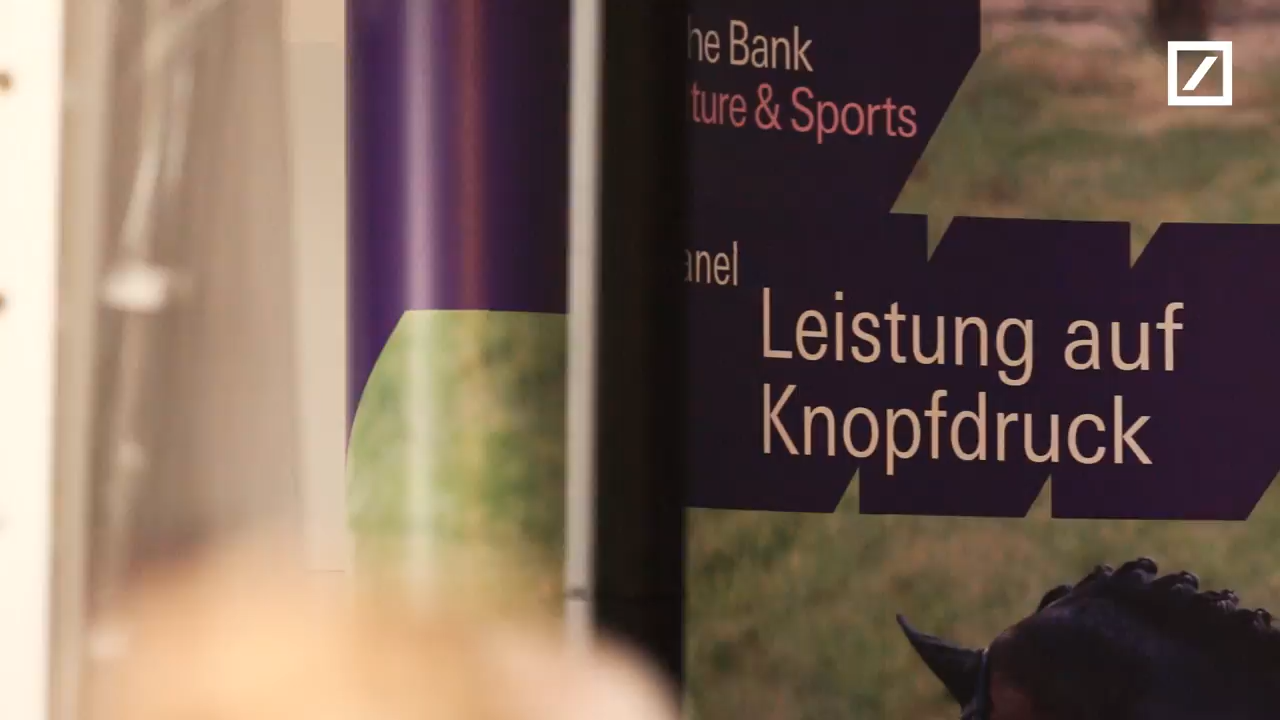 he Bank
ture & Sports
anel
Leistung auf
Knopfdruck